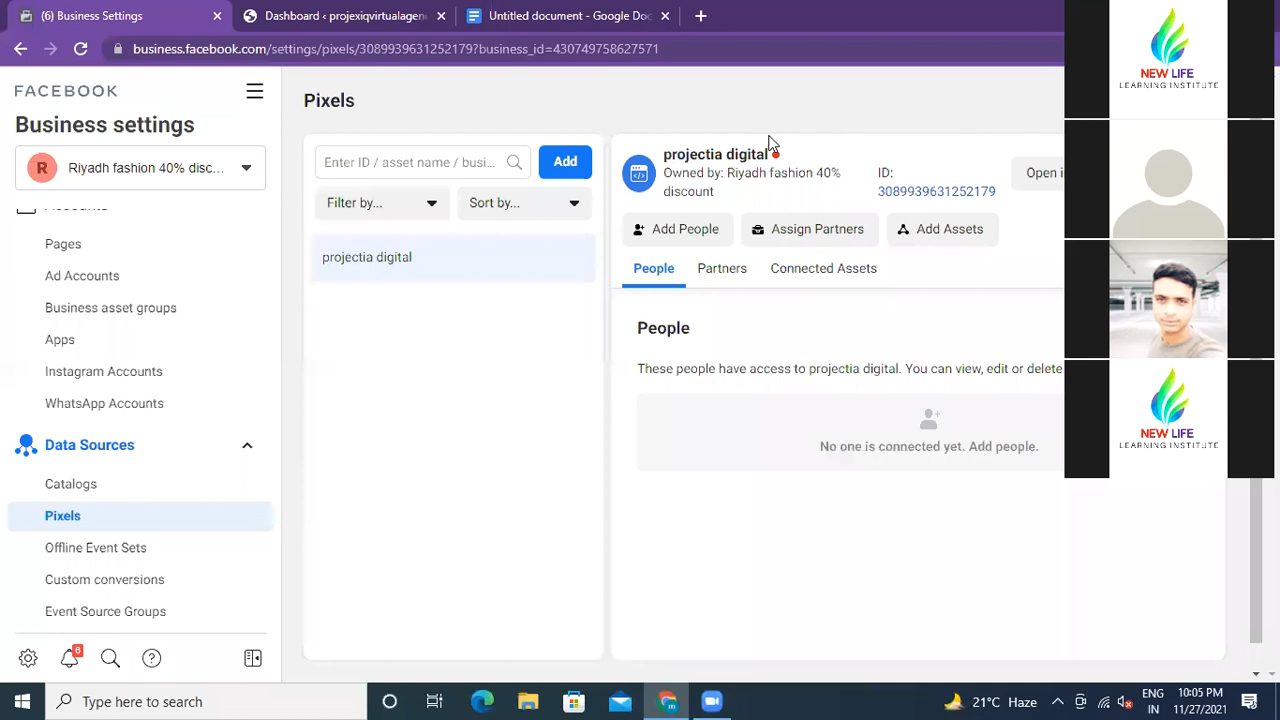 (6) Business Settings
Dashboard ‹ projexiqvirtualagen
Untitled document - Google Doc
business.facebook.com/settings/pixels/3089939631252179?business_id=430749758627571
FACEBOOK
Business settings
R
Riyadh fashion 40% disc...
Accounts
Pages
Ad Accounts
Business asset groups
Apps
Instagram Accounts
WhatsApp Accounts
Data Sources
Catalogs
Pixels
Offline Event Sets
Custom conversions
Event Source Groups
6
Pixels
Enter ID / asset name / busi...
Add
Filter by...
Sort by...
projectia digital
projectia digital
Owned by: Riyadh fashion 40%
discount
ID:
3089939631252179
Open i
Add People
Assign Partners
Add Assets
People
Partners
Connected Assets
People
These people have access to projectia digital. You can view, edit or delete
No one is connected yet. Add people.
NEW LIFE
LEARNING INSTITUTE
NEW LIFE
LEARNING INSTITUTE
Type here to search
21°C Haze
ENG
IN
10:05 PM
11/27/2021